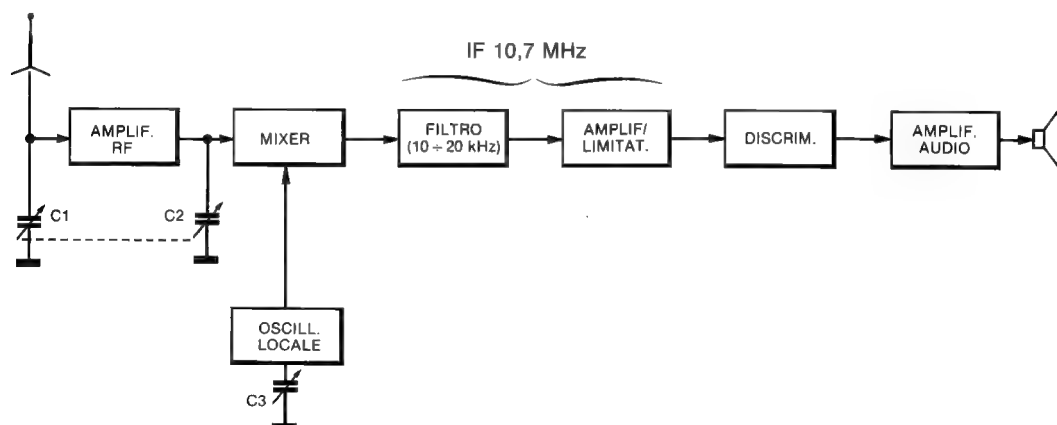 IF 10,7 MHz
AMPLIF.
RF
MIXER
FILTRO
(10 ÷ 20 kHz)
AMPLIF/
LIMITAT.
DISCRIM.
AMPLIF.
AUDIO
C1
C2
OSCILL.
LOCALE
C3